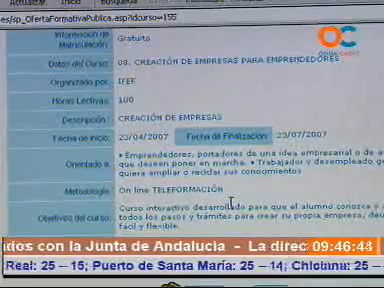 Actualizar Inicio Búsqueda
es/sp_OfertaFormativaPublica.asp?idcurso=155
Información de Matriculación: Gratuito
Datos del Curso: 08. CREACIÓN DE EMPRESAS PARA EMPRENDEDORES
Organizado por: IFEF
Horas Lectivas: 100
Descripción: CREACIÓN DE EMPRESAS
Fecha de Inicio: 23/04/2007 Fecha de Finalización: 23/07/2007
Orientado a: • Emprendedores, portadores de una idea empresarial o de a
que deseen poner en marcha. • Trabajador y desempleado q
quiera ampliar o reciclar sus conocimientos
Metodología: On line TELEFORMACIÓN
Objetivos del curso: Curso interactivo desarrollado para que el alumno conozca y
todos los pasos y trámites para crear su propia empresa, de
fácil y flexible.
ados con la Junta de Andalucia - La direc 09:46:43
Real: 25 - 15; Puerto de Santa María: 25 - 14; Chiclana: 25 -